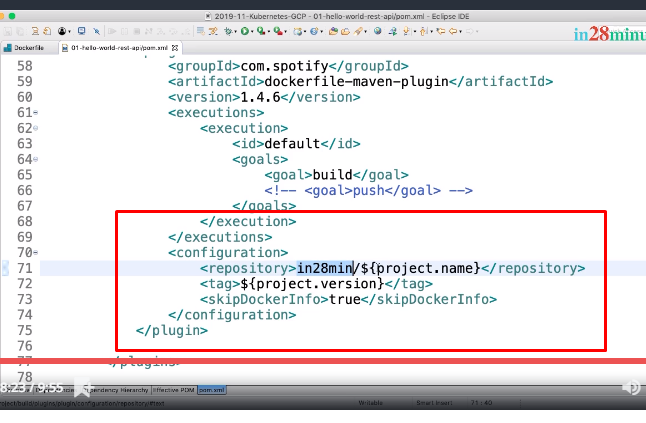 2019-11-Kubernetes-GCP - 01-hello-world-rest-api/pom.xml - Eclipse IDE
in28minu
Dockerfile 01-hello-world-rest-api/pom.xml
58 <groupId>com.spotify</groupId>
59 <artifactId>dockerfile-maven-plugin</artifactId>
60 <version>1.4.6</version>
61 <executions>
62 <execution>
63 <id>default</id>
64 <goals>
65 <goal>build</goal>
66 <!-- <goal>push</goal> -->
67 </goals>
68 </execution>
69 </executions>
70 <configuration>
71 <repository>in28min/${project.name}</repository>
72 <tag>${project.version}</tag>
73 <skipDockerInfo>true</skipDockerInfo>
74 </configuration>
75 </plugin>
76
77 </plugins>
78
8:23 / 9:55 pendency Hierarchy Effective POM pom.xml
oject/build/plugins/plugin/configuration/repository/#text Writable Smart Insert 71 : 40